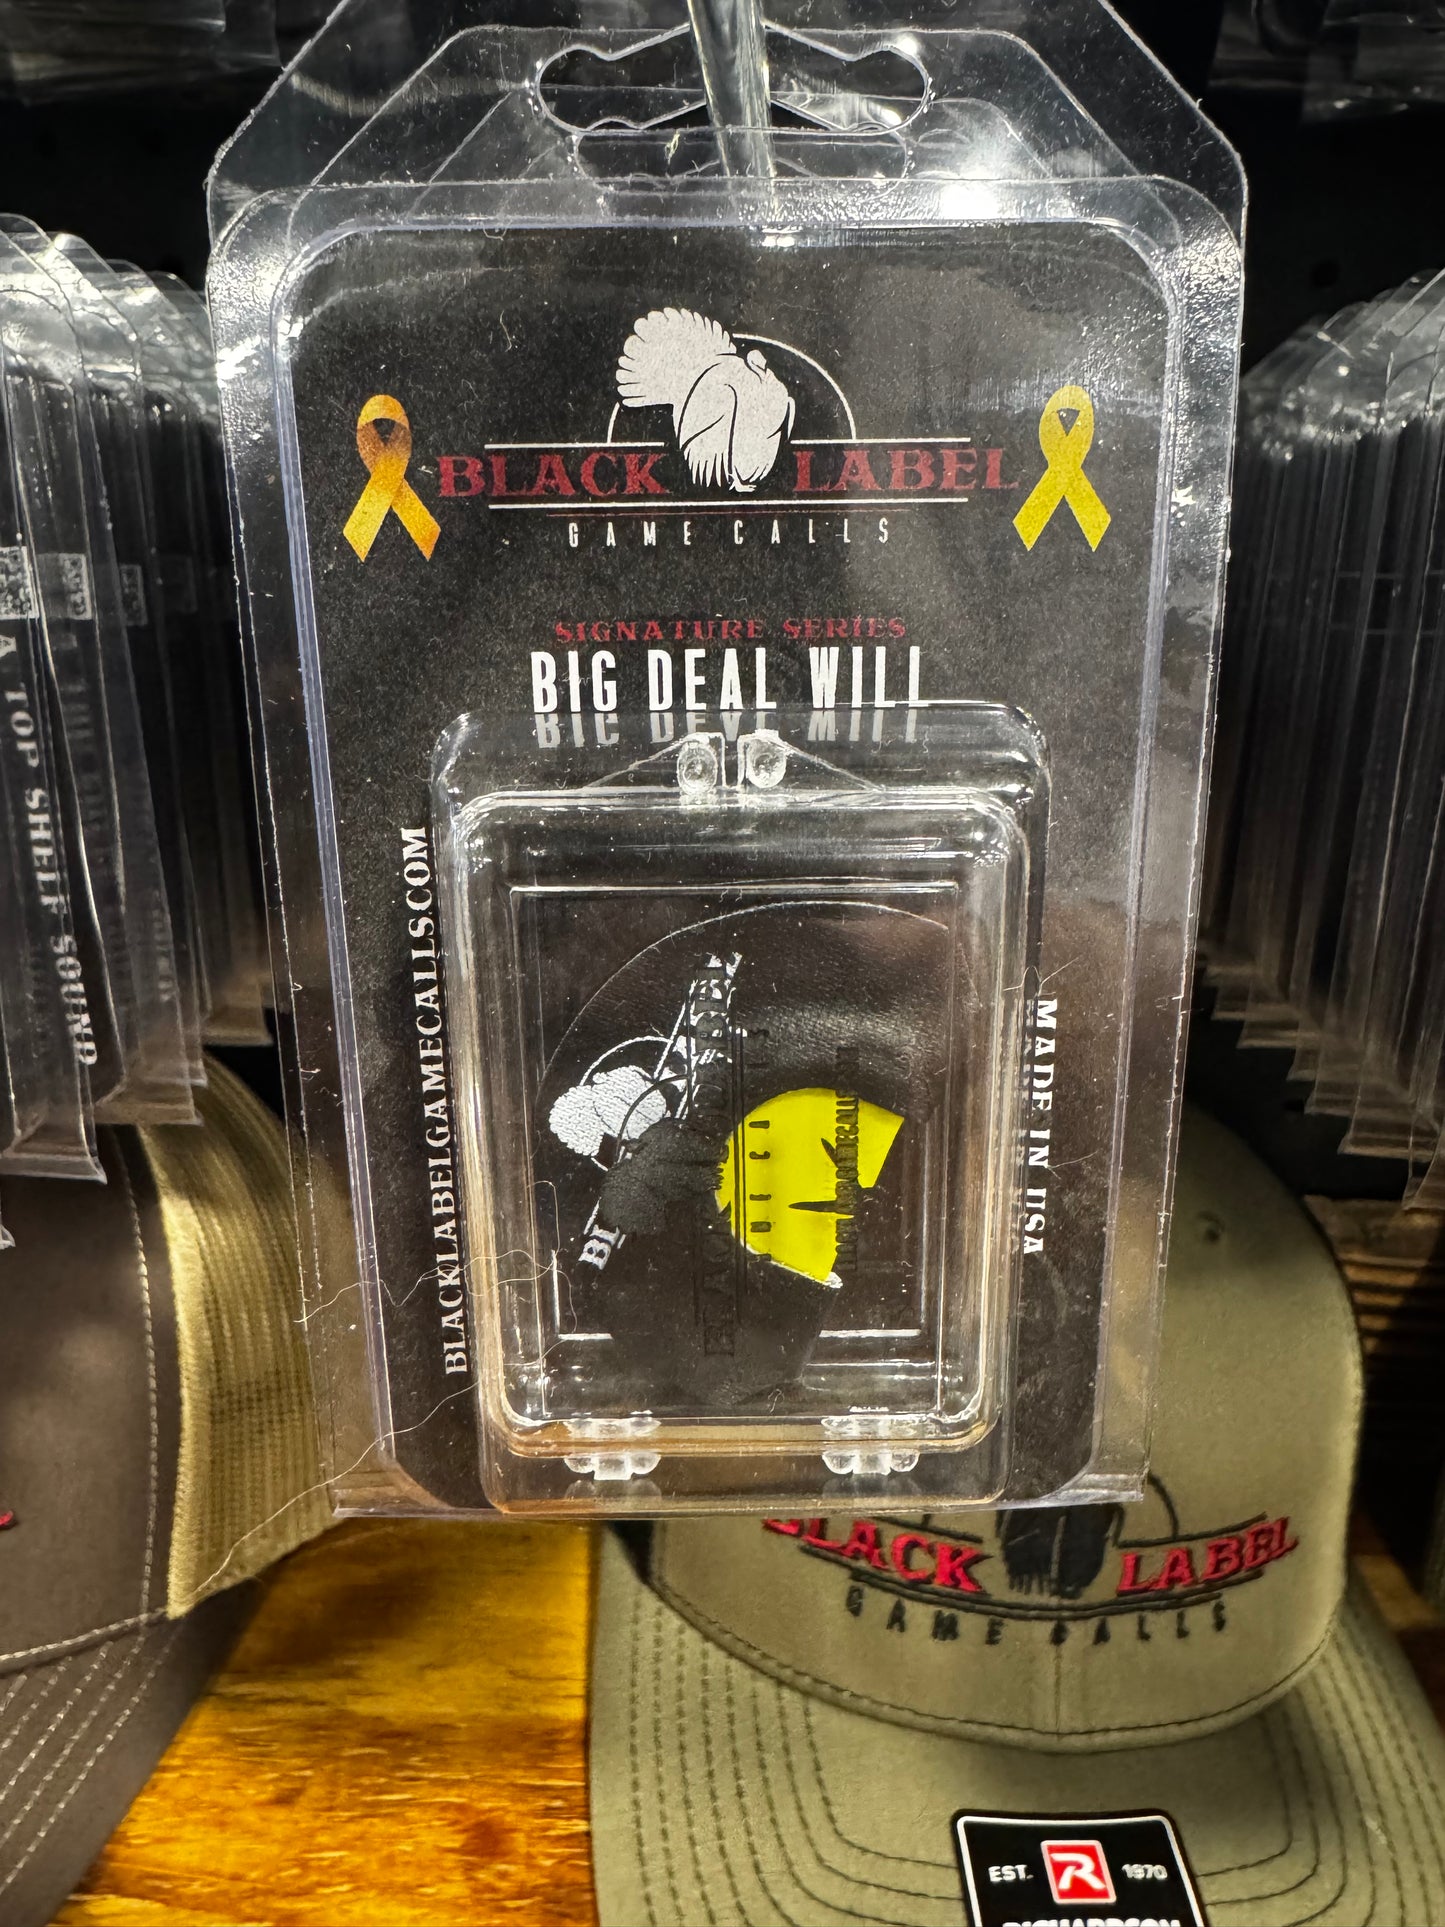 BLACK LABEL
GAME CALLS
SIGNATURE SERIES
BIG DEAL WILL
BLACKLABELGAMECALLS.COM
MADE IN USA
TOP SHELF SOUND
BLACK LABEL
GAME CALLS
EST. R 1970
RICHARDSON